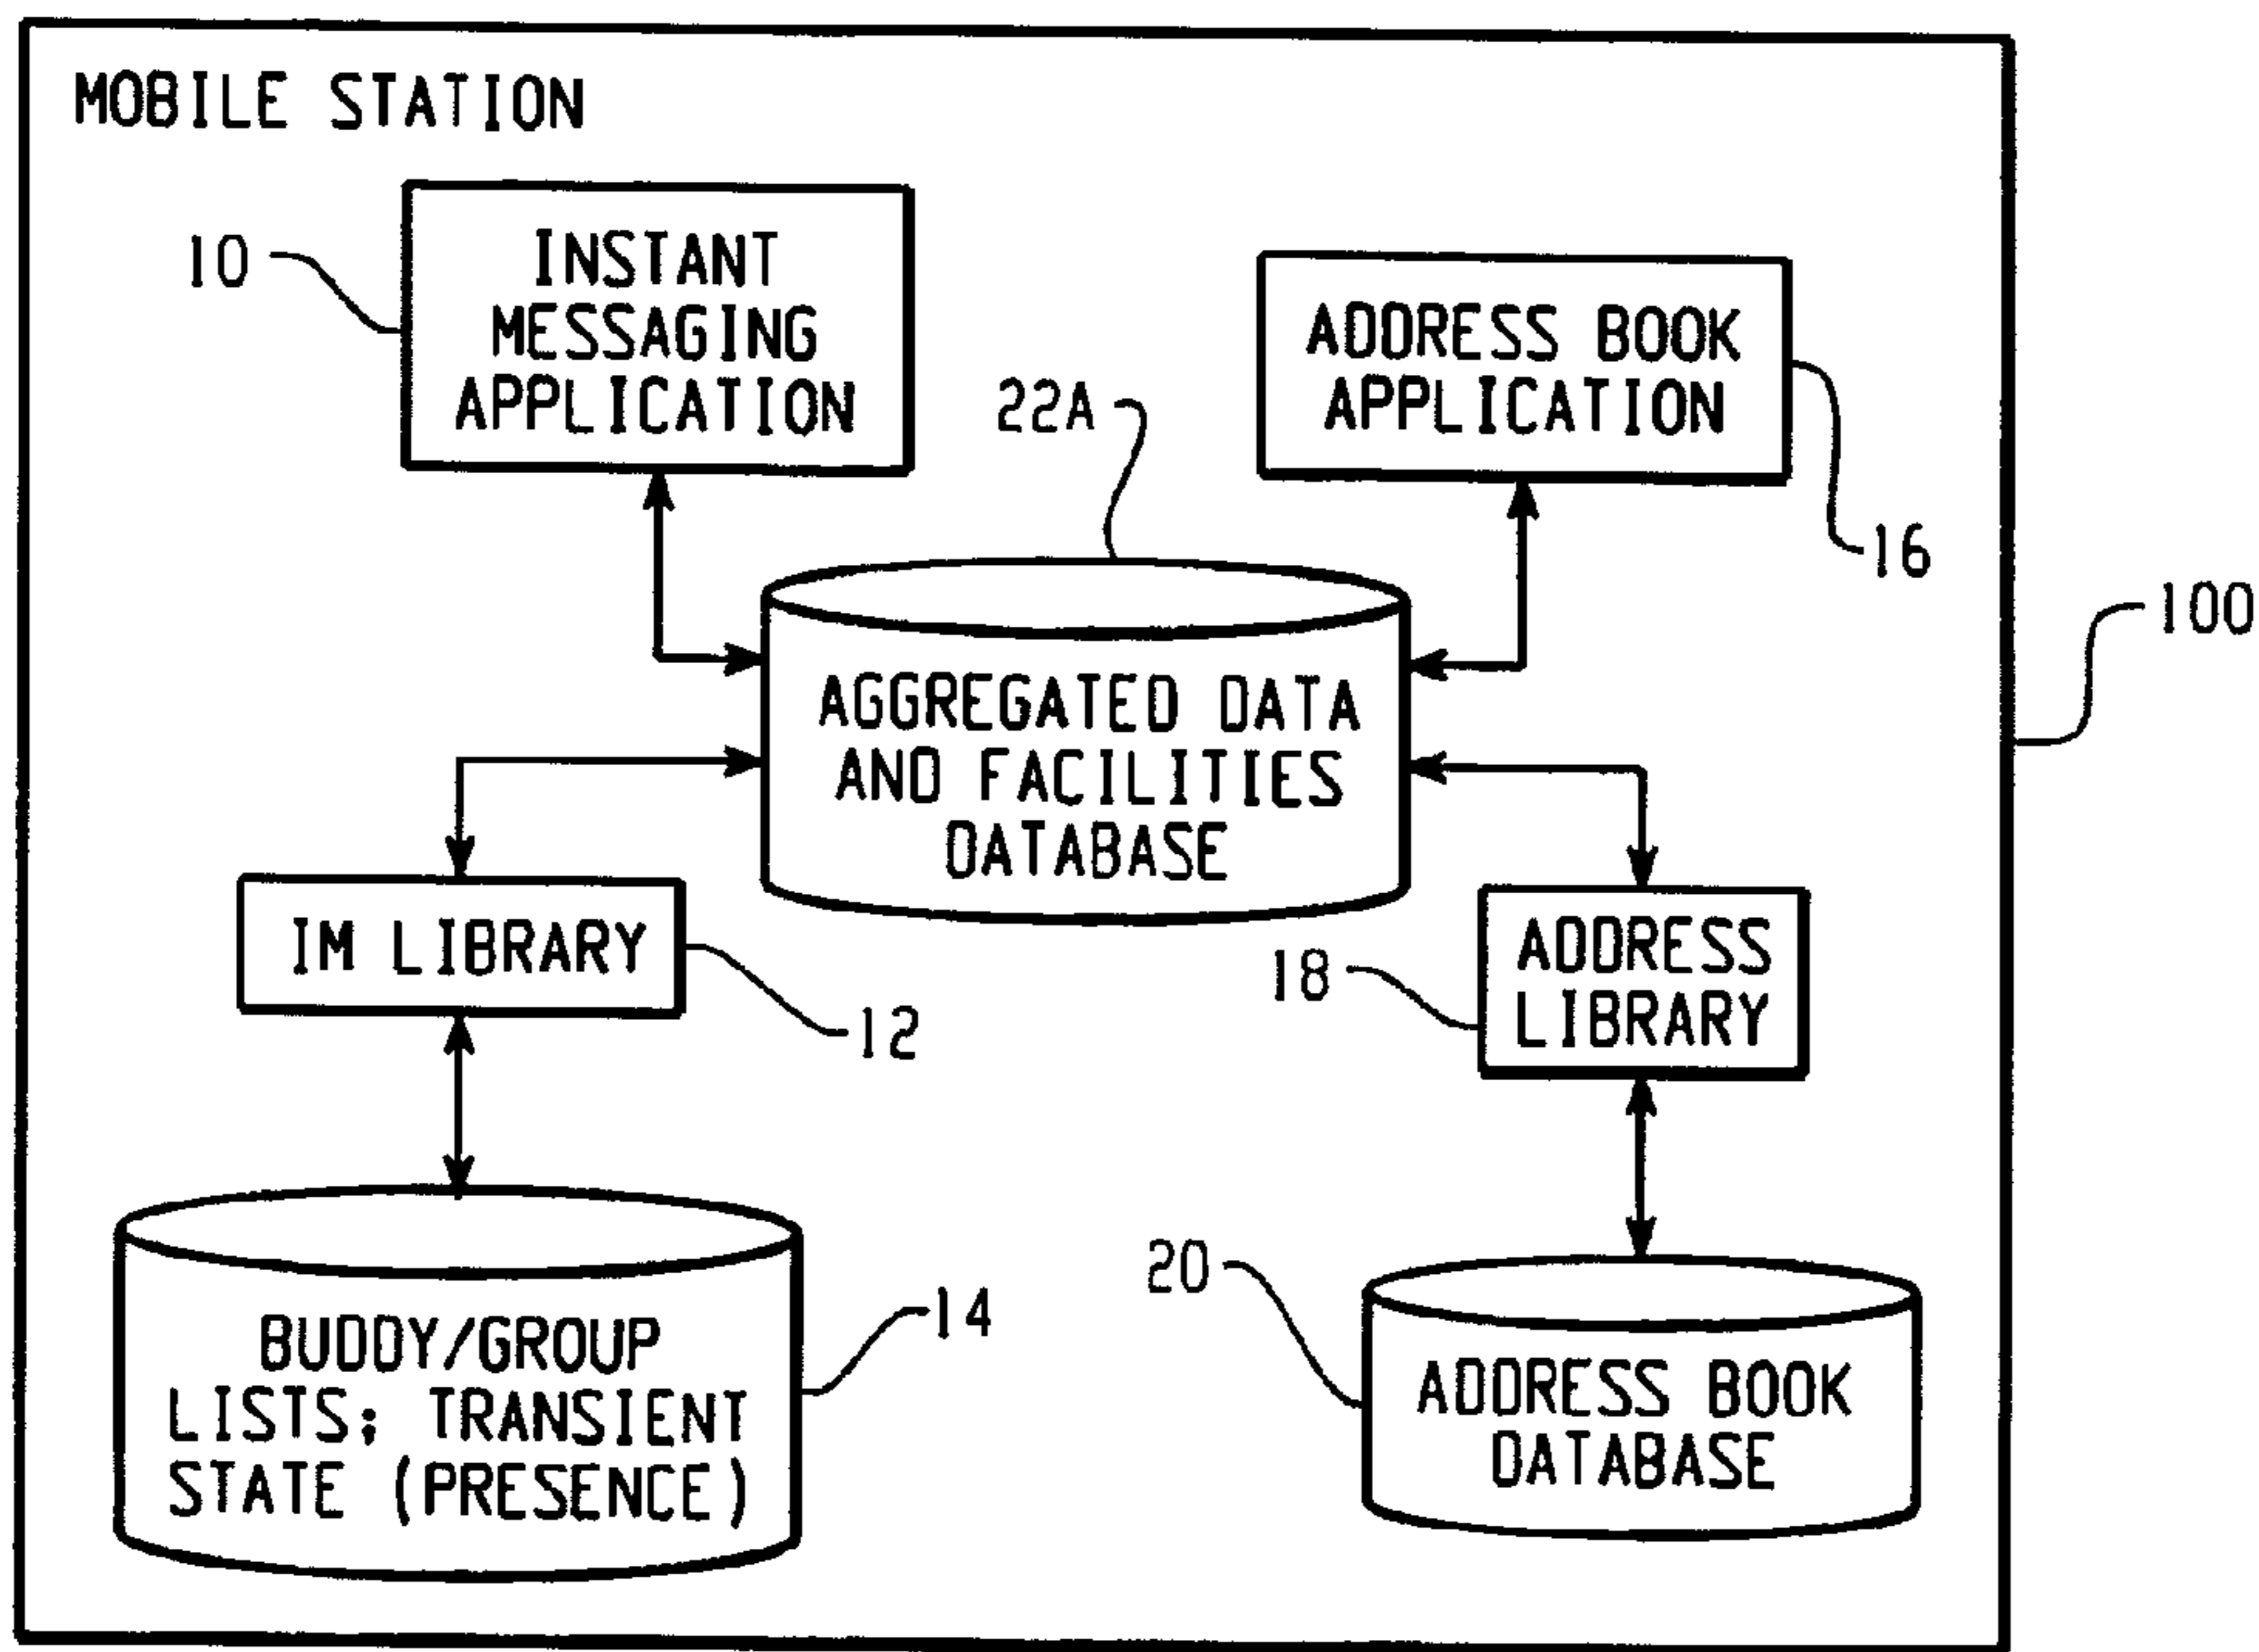 MOBILE STATION
10
INSTANT
MESSAGING
APPLICATION
ADDRESS BOOK
APPLICATION
22A
16
100
AGGREGATED DATA
AND FACILITIES
DATABASE
IM LIBRARY
12
18
ADDRESS
LIBRARY
BUDDY/GROUP
LISTS; TRANSIENT
STATE (PRESENCE)
14
20
ADDRESS BOOK
DATABASE